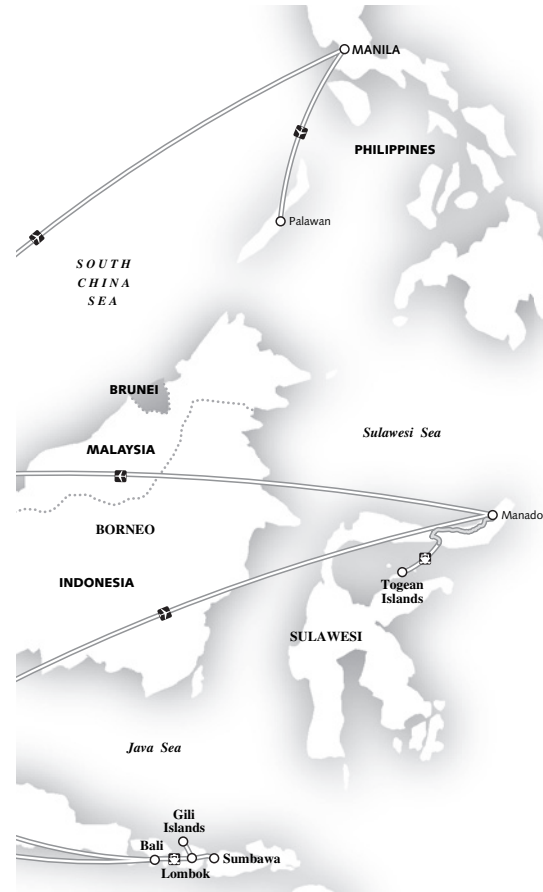 MANILA
PHILIPPINES
Palawan
SOUTH
CHINA
SEA
BRUNEI
Sulawesi Sea
MALAYSIA
Manado
BORNEO
INDONESIA
Togean
Islands
SULAWESI
Java Sea
Gili
Islands
Bali
Sumbawa
Lombok